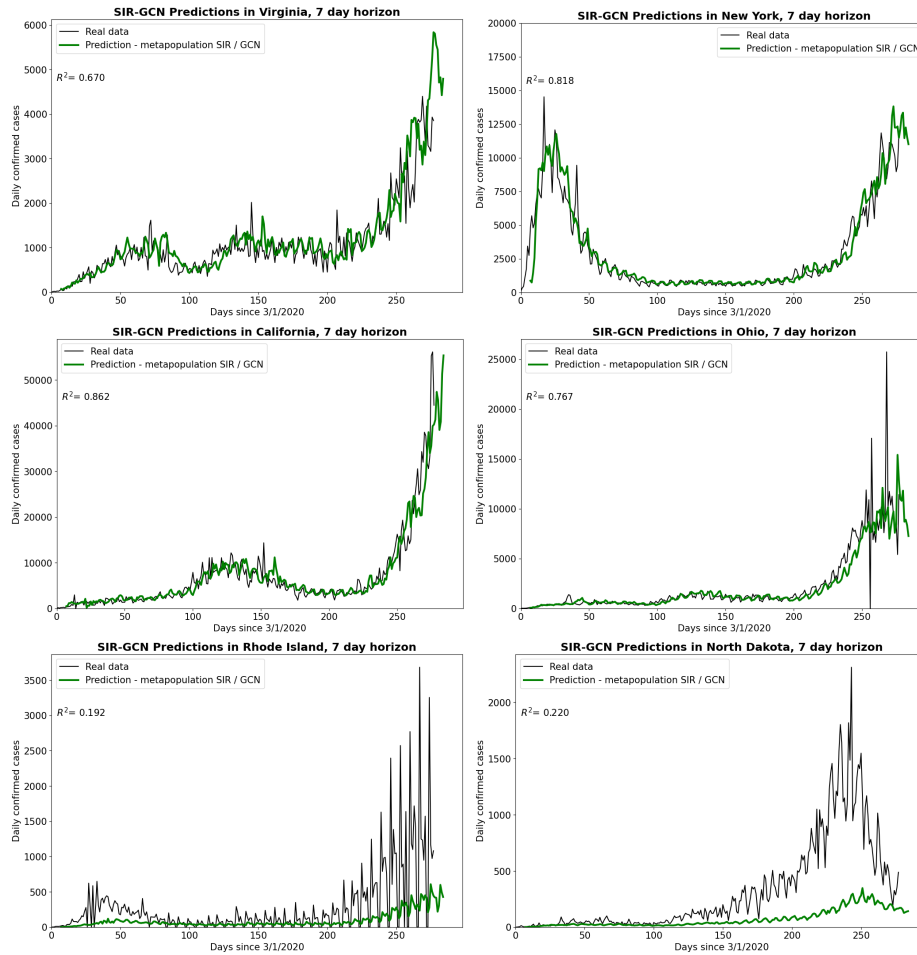 SIR-GCN Predictions in Virginia, 7 day horizon
Real data
Prediction - metapopulation SIR / GCN
R²= 0.670
Daily confirmed cases
6000
5000
4000
3000
2000
1000
0
0 50 100 150 200 250
Days since 3/1/2020
SIR-GCN Predictions in New York, 7 day horizon
Real data
Prediction - metapopulation SIR / GCN
R²= 0.818
Daily confirmed cases
20000
17500
15000
12500
10000
7500
5000
2500
0
0 50 100 150 200 250
Days since 3/1/2020
SIR-GCN Predictions in California, 7 day horizon
Real data
Prediction - metapopulation SIR / GCN
R²= 0.862
Daily confirmed cases
50000
40000
30000
20000
10000
0
0 50 100 150 200 250
Days since 3/1/2020
SIR-GCN Predictions in Ohio, 7 day horizon
Real data
Prediction - metapopulation SIR / GCN
R²= 0.767
Daily confirmed cases
25000
20000
15000
10000
5000
0
0 50 100 150 200 250
Days since 3/1/2020
SIR-GCN Predictions in Rhode Island, 7 day horizon
Real data
Prediction - metapopulation SIR / GCN
R²= 0.192
Daily confirmed cases
3500
3000
2500
2000
1500
1000
500
0
0 50 100 150 200 250
Days since 3/1/2020
SIR-GCN Predictions in North Dakota, 7 day horizon
Real data
Prediction - metapopulation SIR / GCN
R²= 0.220
Daily confirmed cases
2000
1500
1000
500
0
0 50 100 150 200 250
Days since 3/1/2020